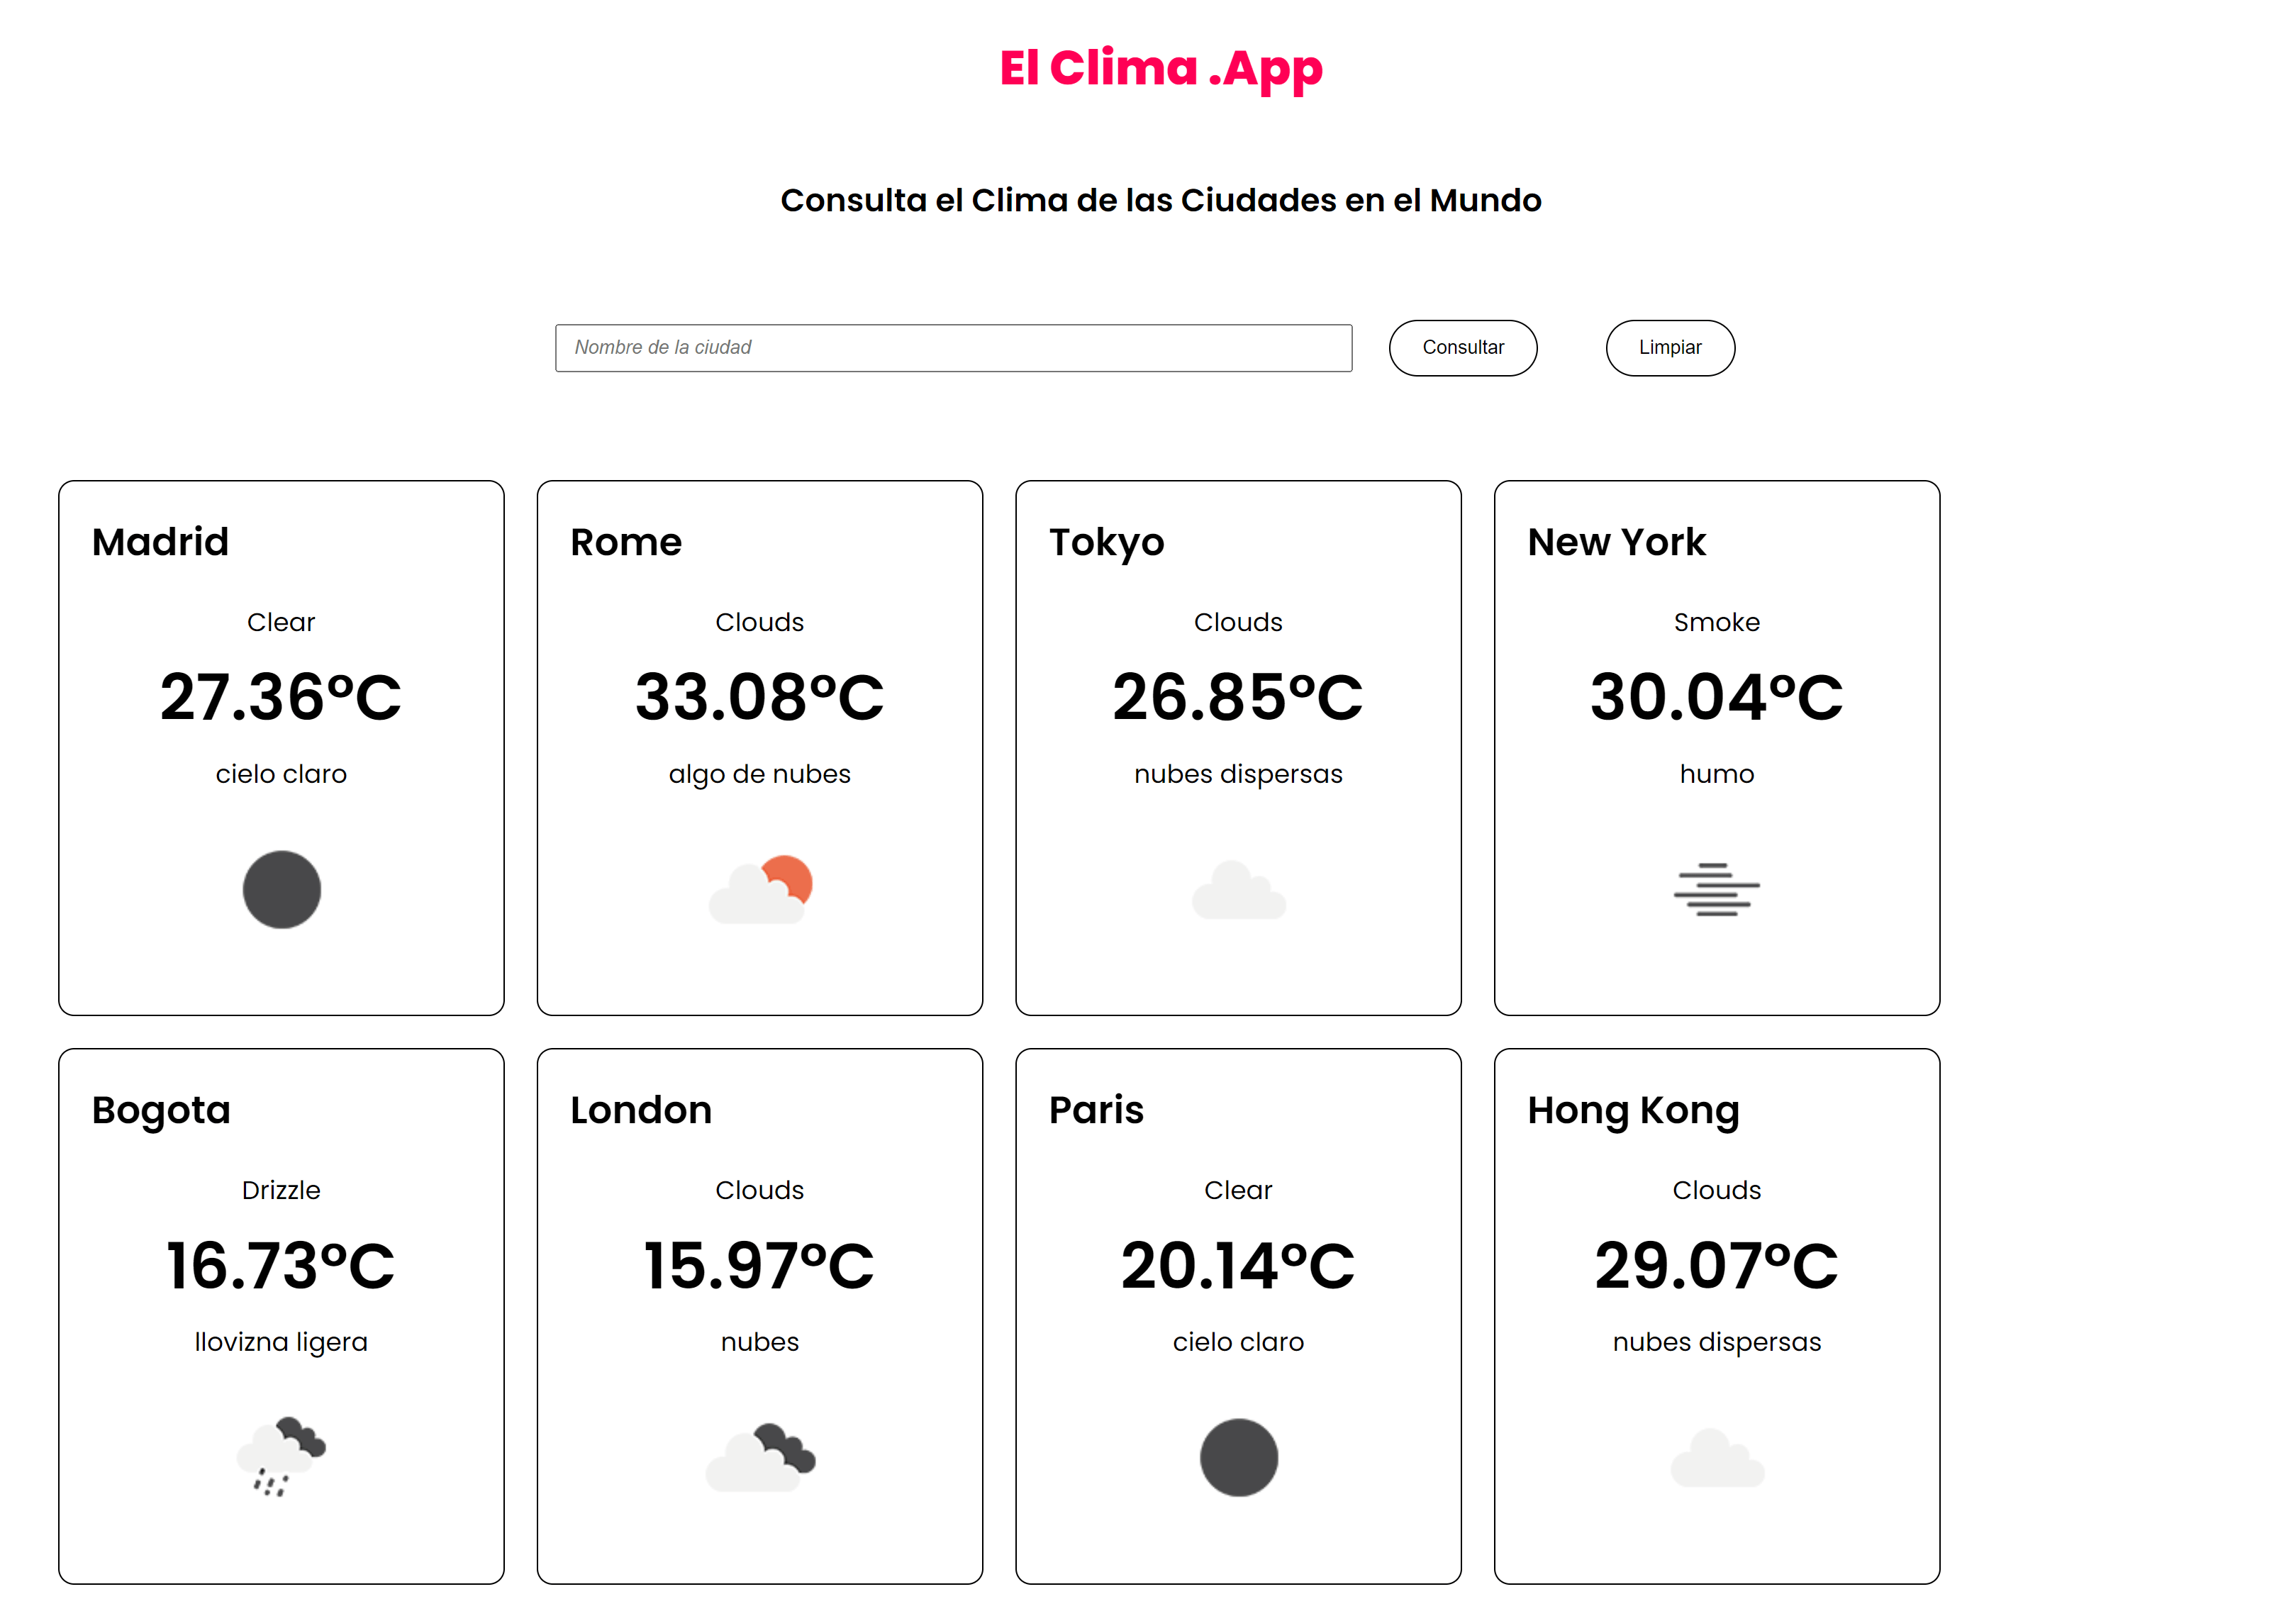 El Clima .App
Consulta el Clima de las Ciudades en el Mundo
Nombre de la ciudad
Consultar
Limpiar
Madrid
Clear
27.36°C
cielo claro
Rome
Clouds
33.08°C
algo de nubes
Tokyo
Clouds
26.85°C
nubes dispersas
New York
Smoke
30.04°C
humo
Bogota
Drizzle
16.73°C
llovizna ligera
London
Clouds
15.97°C
nubes
Paris
Clear
20.14°C
cielo claro
Hong Kong
Clouds
29.07°C
nubes dispersas